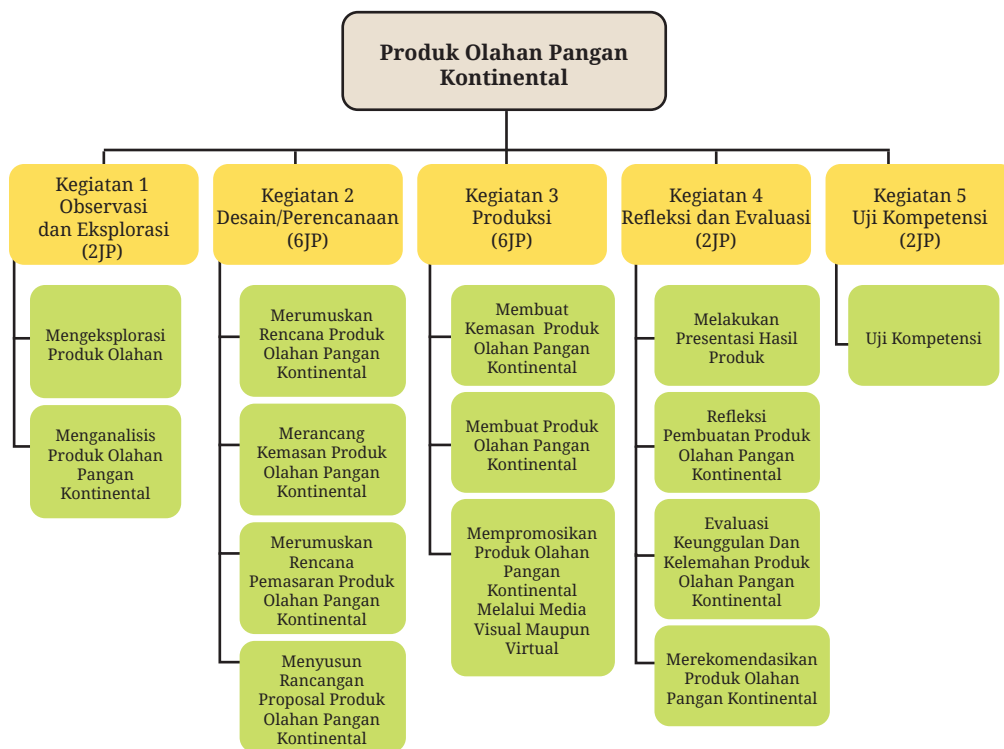 Produk Olahan Pangan
Kontinental
Kegiatan 1
Observasi
dan Eksplorasi
(2JP)
Mengeksplorasi
Produk Olahan
Menganalisis
Produk Olahan
Pangan
Kontinental
Kegiatan 2
Desain/Perencanaan
(6JP)
Merumuskan
Rencana Produk
Olahan Pangan
Kontinental
Merancang
Kemasan Produk
Olahan Pangan
Kontinental
Merumuskan
Rencana
Pemasaran Produk
Olahan Pangan
Kontinental
Menyusun
Rancangan
Proposal Produk
Olahan Pangan
Kontinental
Kegiatan 3
Produksi
(6JP)
Membuat
Kemasan Produk
Olahan Pangan
Kontinental
Membuat Produk
Olahan Pangan
Kontinental
Mempromosikan
Produk Olahan
Pangan
Kontinental
Melalui Media
Visual Maupun
Virtual
Kegiatan 4
Refleksi dan Evaluasi
(2JP)
Melakukan
Presentasi Hasil
Produk
Refleksi
Pembuatan Produk
Olahan Pangan
Kontinental
Evaluasi
Keunggulan Dan
Kelemahan Produk
Olahan Pangan
Kontinental
Merekomendasikan
Produk Olahan
Pangan Kontinental
Kegiatan 5
Uji Kompetensi
(2JP)
Uji Kompetensi